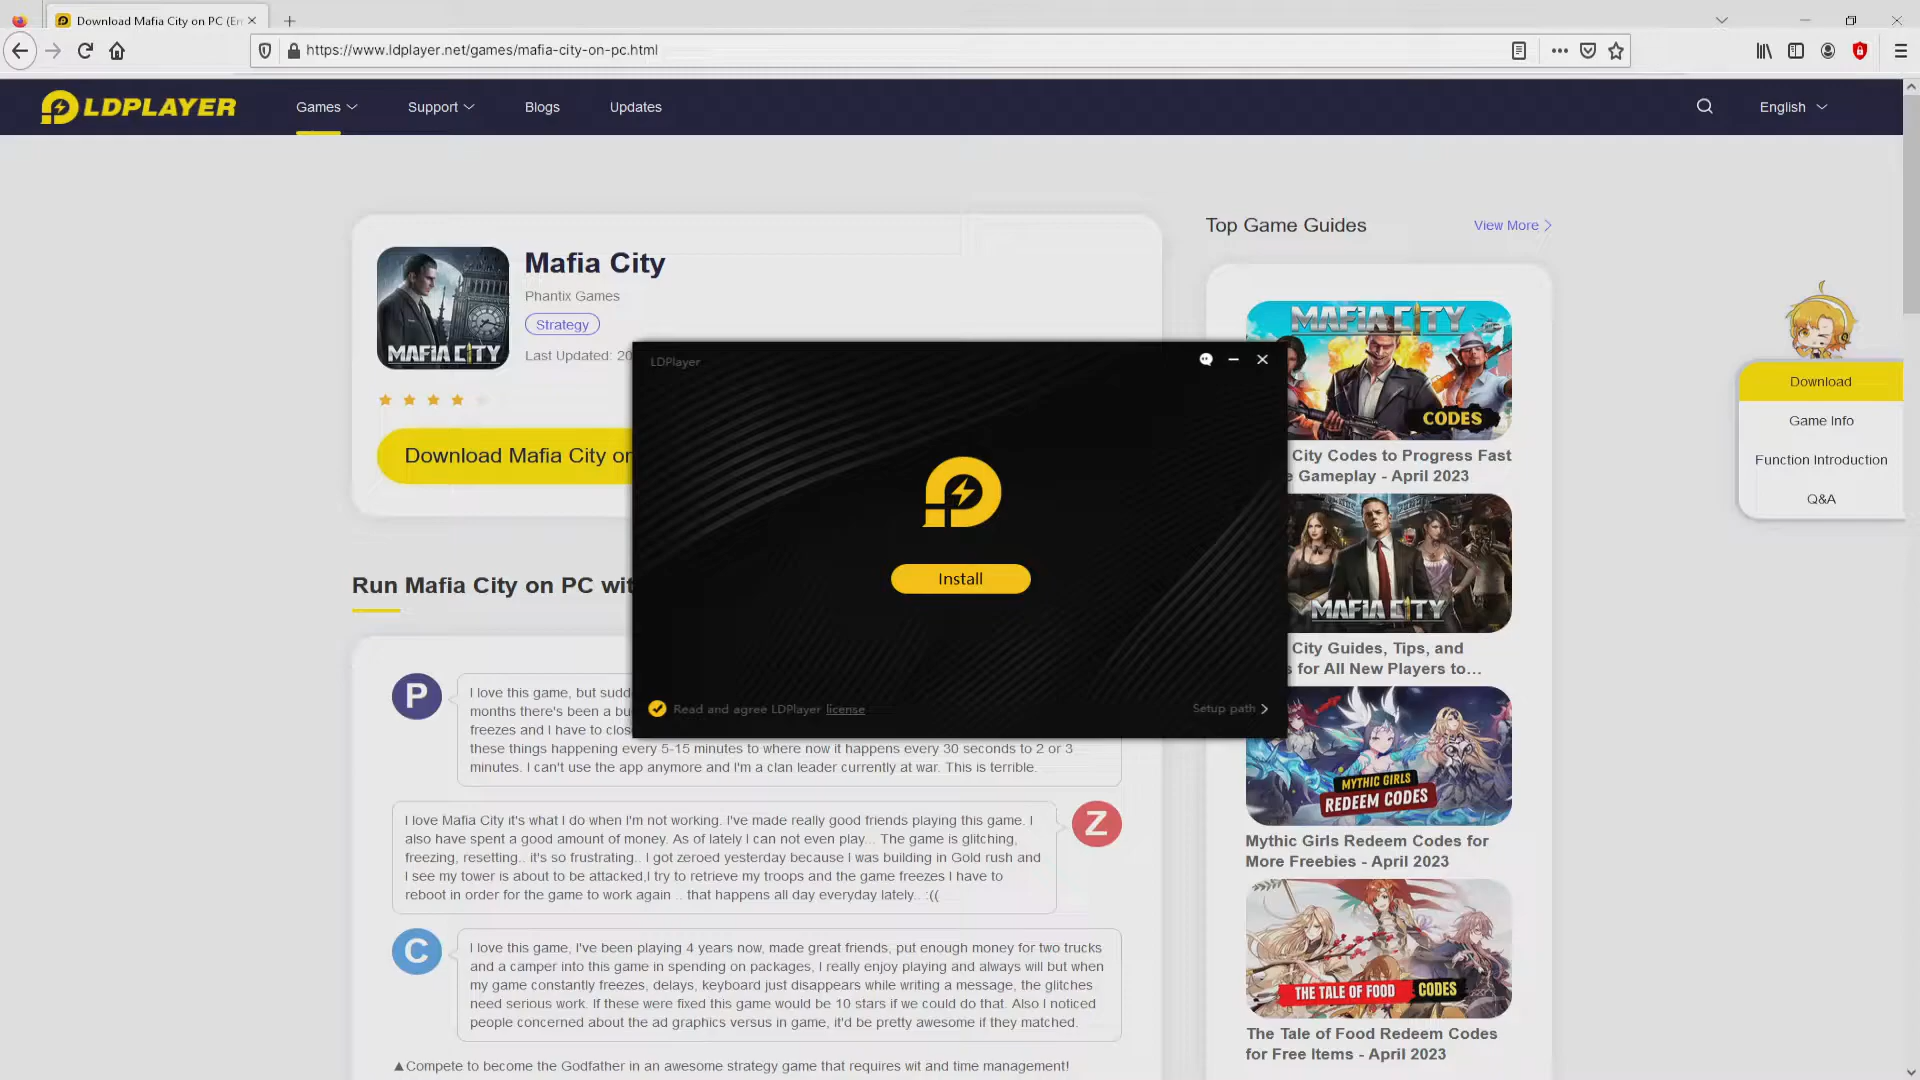 Download Mafia City on PC (Em
https://www.ldplayer.net/games/mafia-city-on-pc.html
LDPLAYER
Games
Support
Blogs
Updates
English
Mafia City
Phantix Games
Strategy
Last Updated: 20
MAFIA CITY
Download Mafia City or
Top Game Guides
View More
MAFIA CITY
CODES
City Codes to Progress Fast
e Gameplay - April 2023
MAFIA CITY
City Guides, Tips, and
s for All New Players to...
MYTHIC GIRLS
REDEEM CODES
Mythic Girls Redeem Codes for
More Freebies - April 2023
THE TALE OF FOOD CODES
The Tale of Food Redeem Codes
for Free Items - April 2023
Download
Game Info
Function Introduction
Q&A
LDPlayer
Install
Read and agree LDPlayer license
Setup path
Run Mafia City on PC wit
P
I love this game, but sudd
months there's been a bu
freezes and I have to clos
these things happening every 5-15 minutes to where now it happens every 30 seconds to 2 or 3
minutes. I can't use the app anymore and I'm a clan leader currently at war. This is terrible.
I love Mafia City it's what I do when I'm not working. I've made really good friends playing this game. I
also have spent a good amount of money. As of lately I can not even play... The game is glitching,
freezing, resetting.. it's so frustrating.. I got zeroed yesterday because I was building in Gold rush and
I see my tower is about to be attacked,I try to retrieve my troops and the game freezes I have to
reboot in order for the game to work again .. that happens all day everyday lately.. :((
Z
C
I love this game, I've been playing 4 years now, made great friends, put enough money for two trucks
and a camper into this game in spending on packages, I really enjoy playing and always will but when
my game constantly freezes, delays, keyboard just disappears while writing a message, the glitches
need serious work. If these were fixed this game would be 10 stars if we could do that. Also I noticed
people concerned about the ad graphics versus in game, it'd be pretty awesome if they matched.
▲Compete to become the Godfather in an awesome strategy game that requires wit and time management!